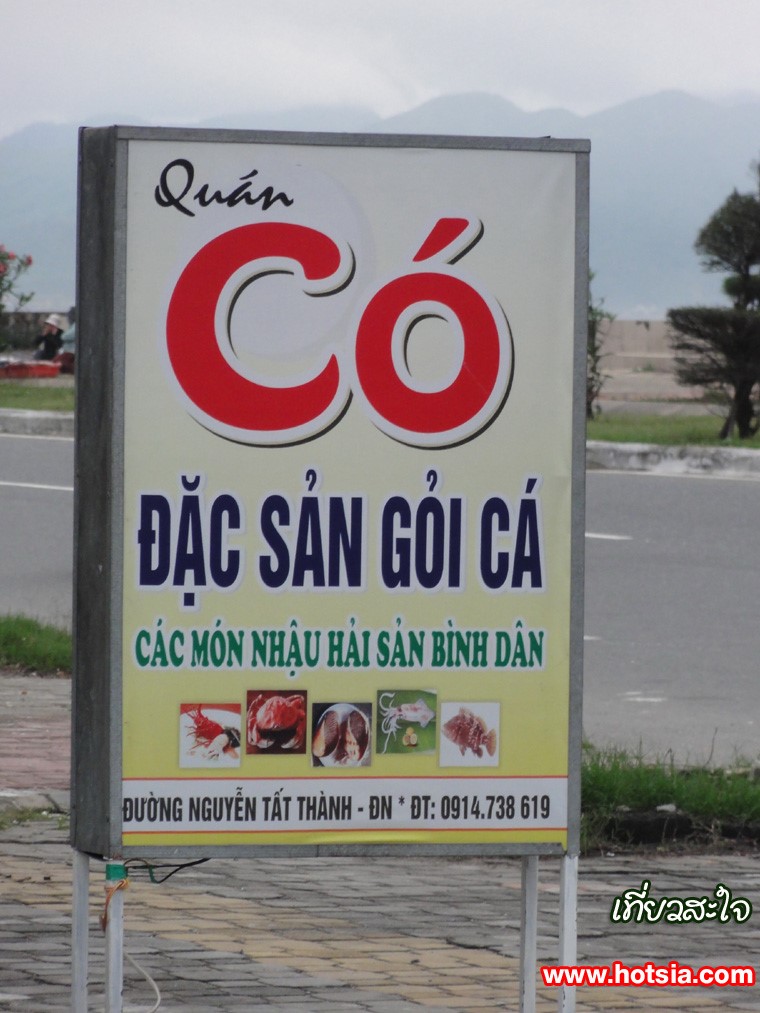 Quán
Có
ĐẶC SẢN GỎI CÁ
CÁC MÓN NHẬU HẢI SẢN BÌNH DÂN
ĐƯỜNG NGUYỄN TẤT THÀNH - ĐN * ĐT: 0914.738 619
เที่ยวสะใจ
www.hotsia.com